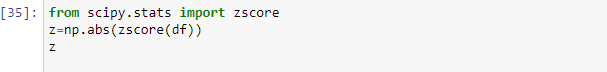 [35]: from scipy.stats import zscore
z=np.abs(zscore(df))
z